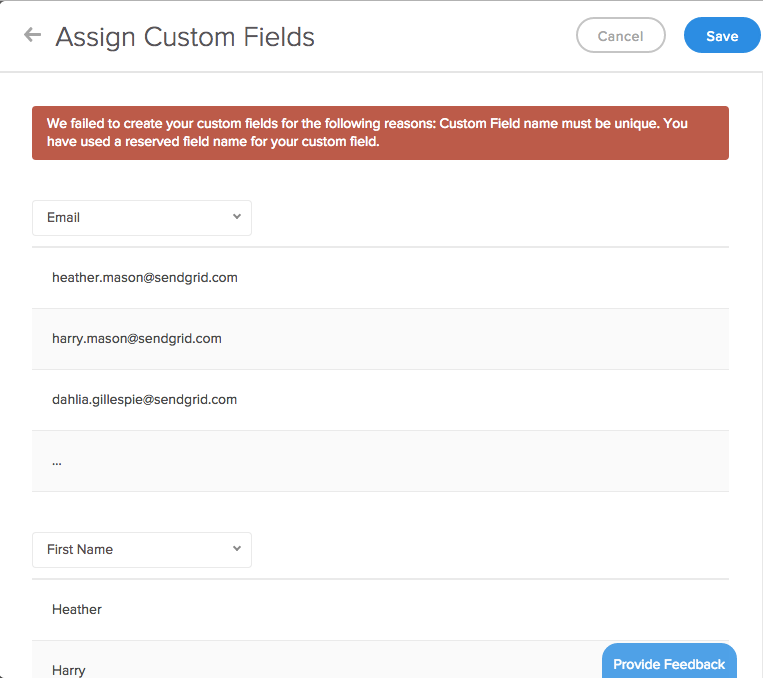 Assign Custom Fields
Cancel
Save
We failed to create your custom fields for the following reasons: Custom Field name must be unique. You
have used a reserved field name for your custom field.
Email
heather.mason@sendgrid.com
harry.mason@sendgrid.com
dahlia.gillespie@sendgrid.com
...
First Name
Heather
Harry
Provide Feedback